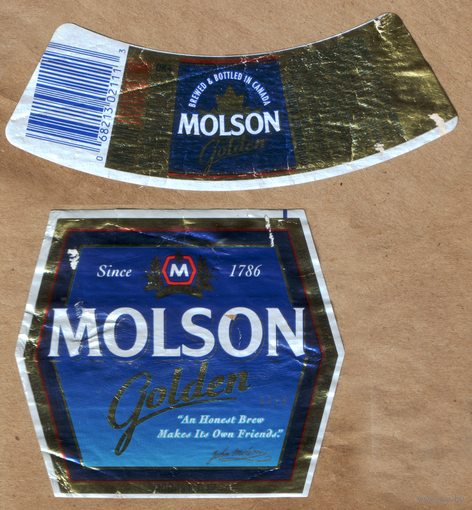 BREWED & BOTTLED IN CANADA
MOLSON
Golden
0 68213 02111 3
Since M 1786
MOLSON
Golden
"An Honest Brew
Makes Its Own Friends."